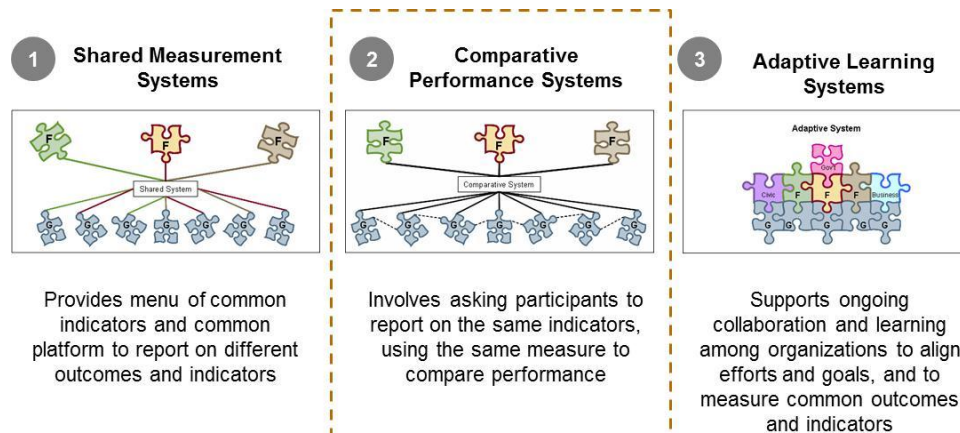 1
Shared Measurement
Systems
F
F
F
Shared System
G
G
G
G
G
G
G
Provides menu of common
indicators and common
platform to report on different
outcomes and indicators
2
Comparative
Performance Systems
F
F
F
Comparative System
G
G
G
G
G
G
G
Involves asking participants to
report on the same indicators,
using the same measure to
compare performance
3
Adaptive Learning
Systems
Adaptive System
Gov't
Civic
F
F
F
Business
G
G
G
G
G
Supports ongoing
collaboration and learning
among organizations to align
efforts and goals, and to
measure common outcomes
and indicators